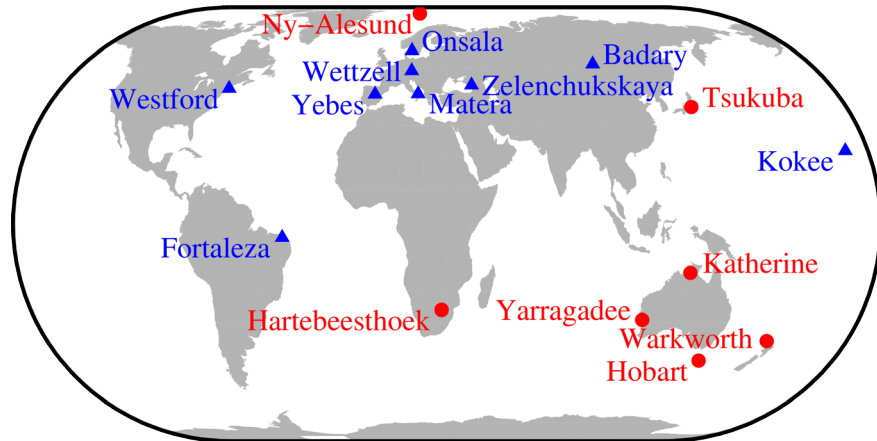 Ny-Alesund
Onsala
Badary
Wettzell
Zelenchukskaya
Westford
Yebes
Matera
Tsukuba
Kokee
Fortaleza
Katherine
Hartebeesthoek
Yarragadee
Warkworth
Hobart